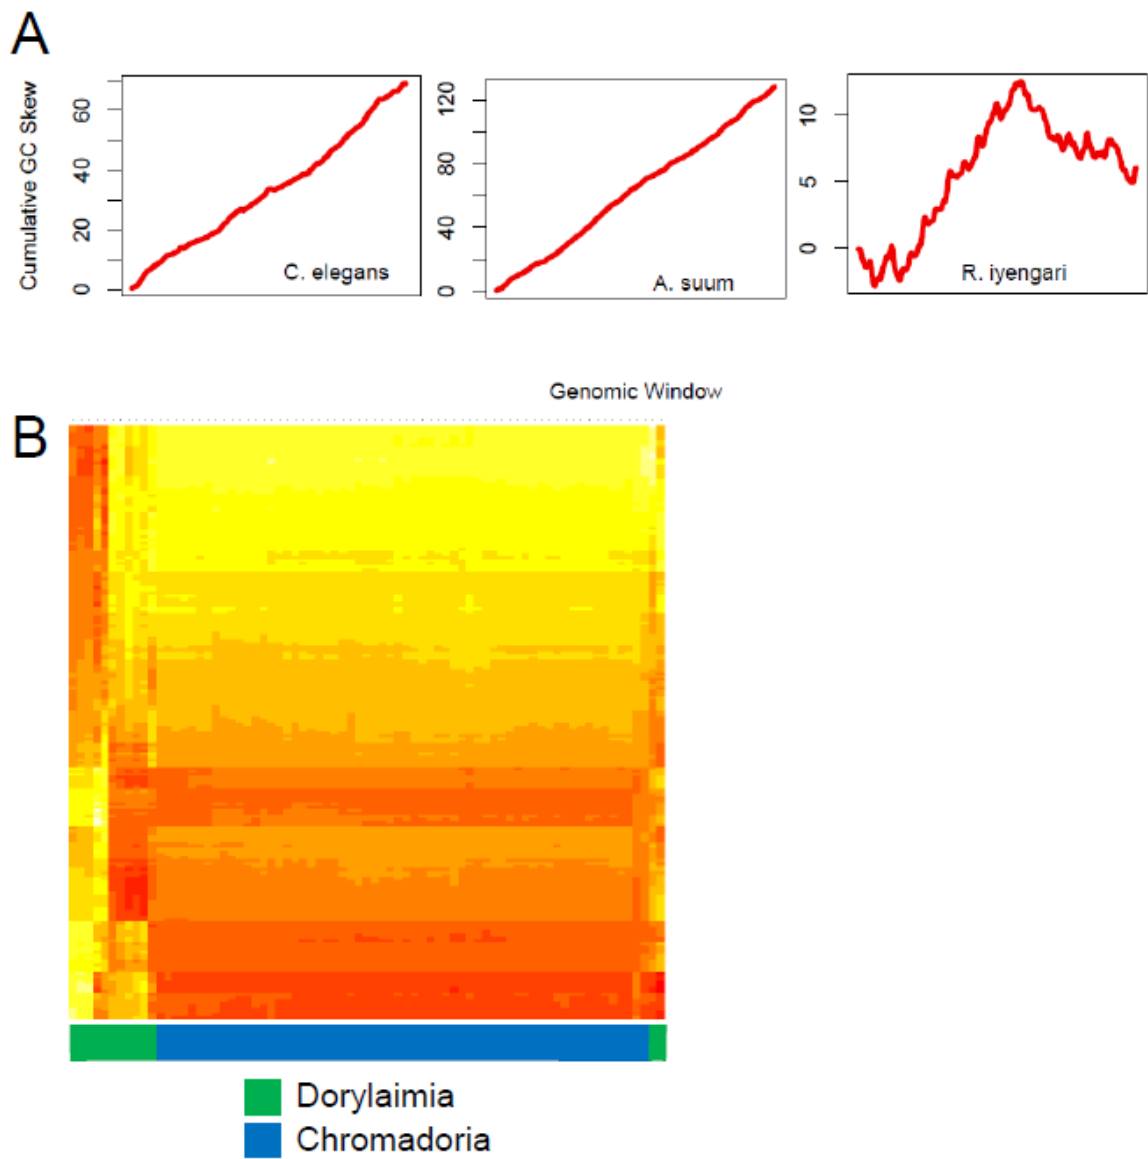 A
Cumulative GC Skew
0 20 40 60
C. elegans
0 40 80 120
A. suum
0 5 10
R. iyengari
Genomic Window
B
Dorylaimia
Chromadoria